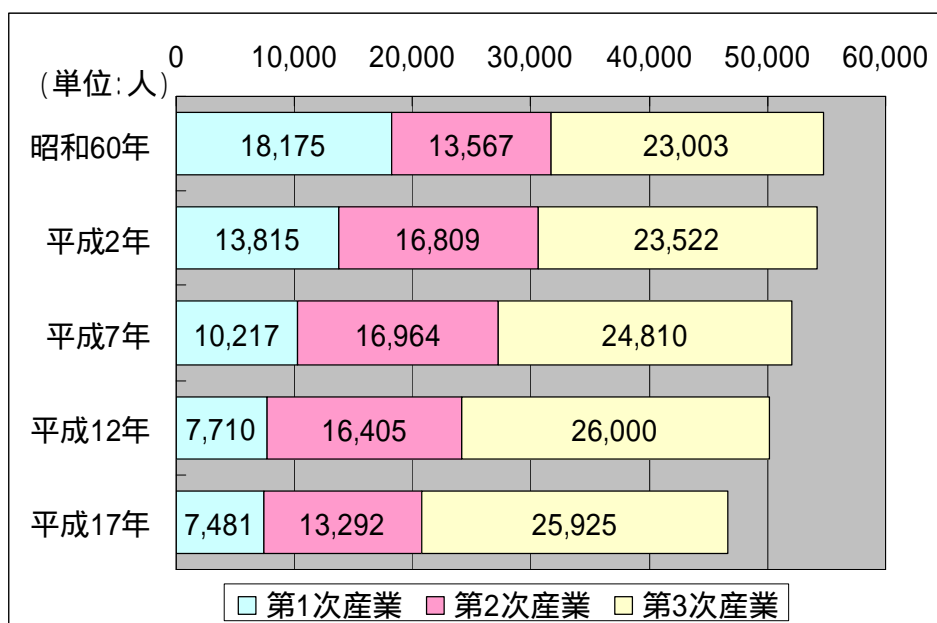 0 10,000 20,000 30,000 40,000 50,000 60,000
(単位:人)
昭和60年 18,175 13,567 23,003
平成2年 13,815 16,809 23,522
平成7年 10,217 16,964 24,810
平成12年 7,710 16,405 26,000
平成17年 7,481 13,292 25,925
第1次産業 第2次産業 第3次産業